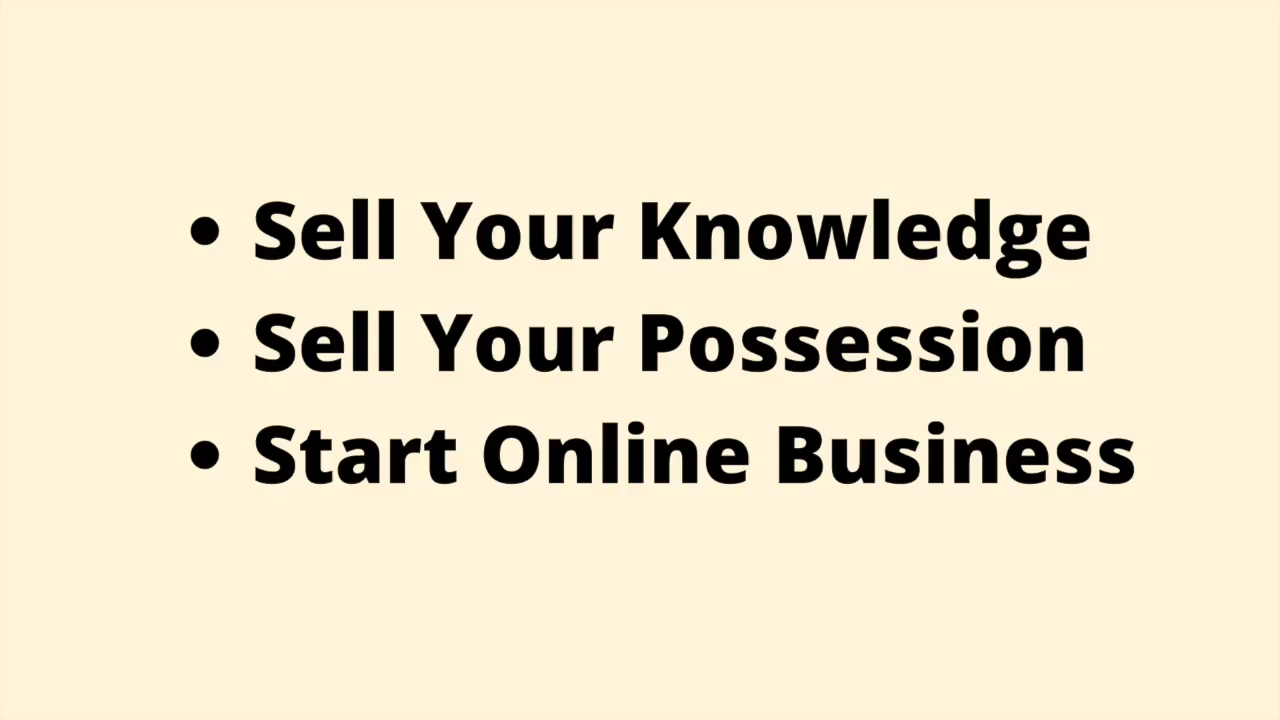 • Sell Your Knowledge
• Sell Your Possession
• Start Online Business